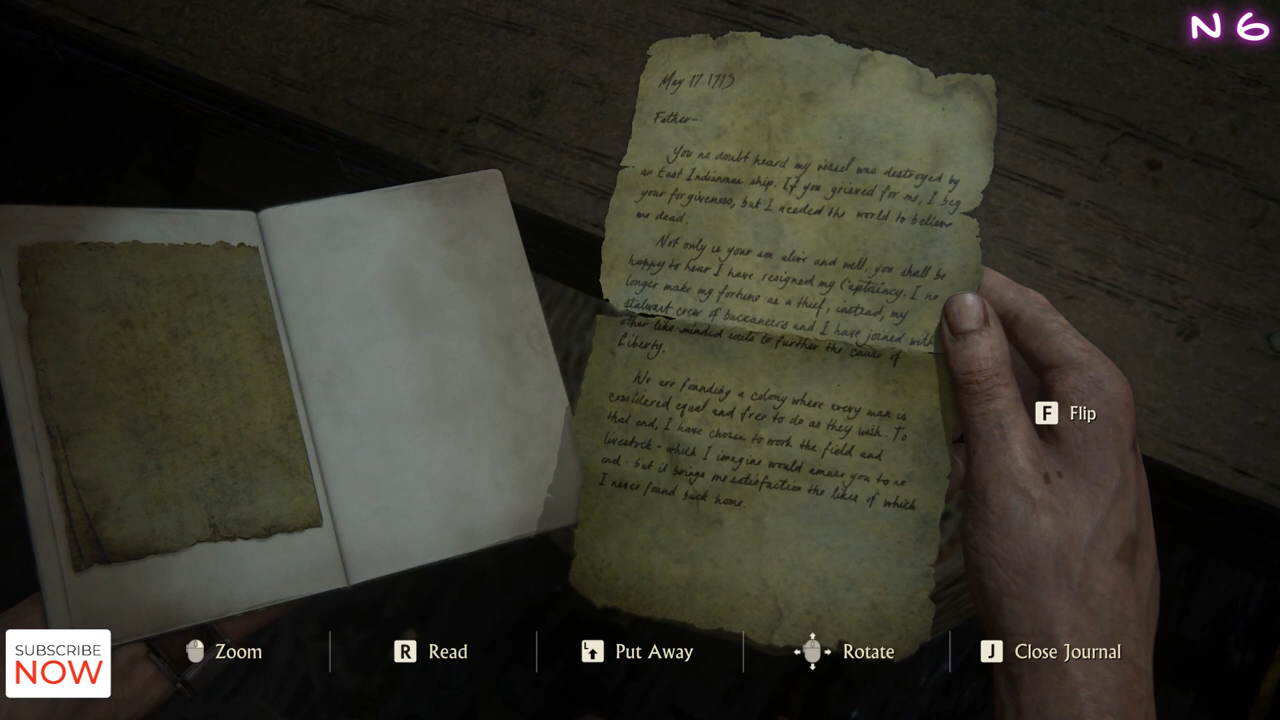 N 6
May 17 1715
Father-
You no doubt heard my vessel was destroyed by
an East Indiaman ship. If you grieved for me, I beg
your forgiveness, but I needed the world to believe
me dead.
Not only is your son alive and well, you shall be
happy to hear I have resigned my Captaincy. I no
longer make my fortune as a thief, instead, my
stalwart crew of buccaneers and I have joined with
other like-minded souls to further the cause of
Liberty.
We are founding a colony where every man is
considered equal and free to do as they wish. To
that end, I have chosen to work the field and
livestock - which I imagine would amuse you to no
end - but it brings me satisfaction the likes of which
I never found back home.
F Flip
SUBSCRIBE
NOW
Zoom
R Read
L Put Away
Rotate
J Close Journal